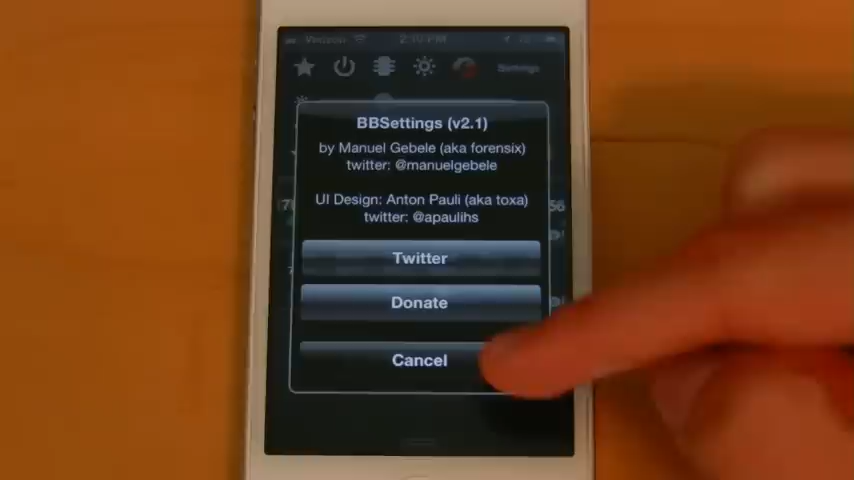 Verizon 2:10 PM
Settings
BBSettings (v2.1)
by Manuel Gebele (aka forensix)
twitter: @manuelgebele
UI Design: Anton Pauli (aka toxa)
twitter: @apaulihs
Twitter
Donate
Cancel